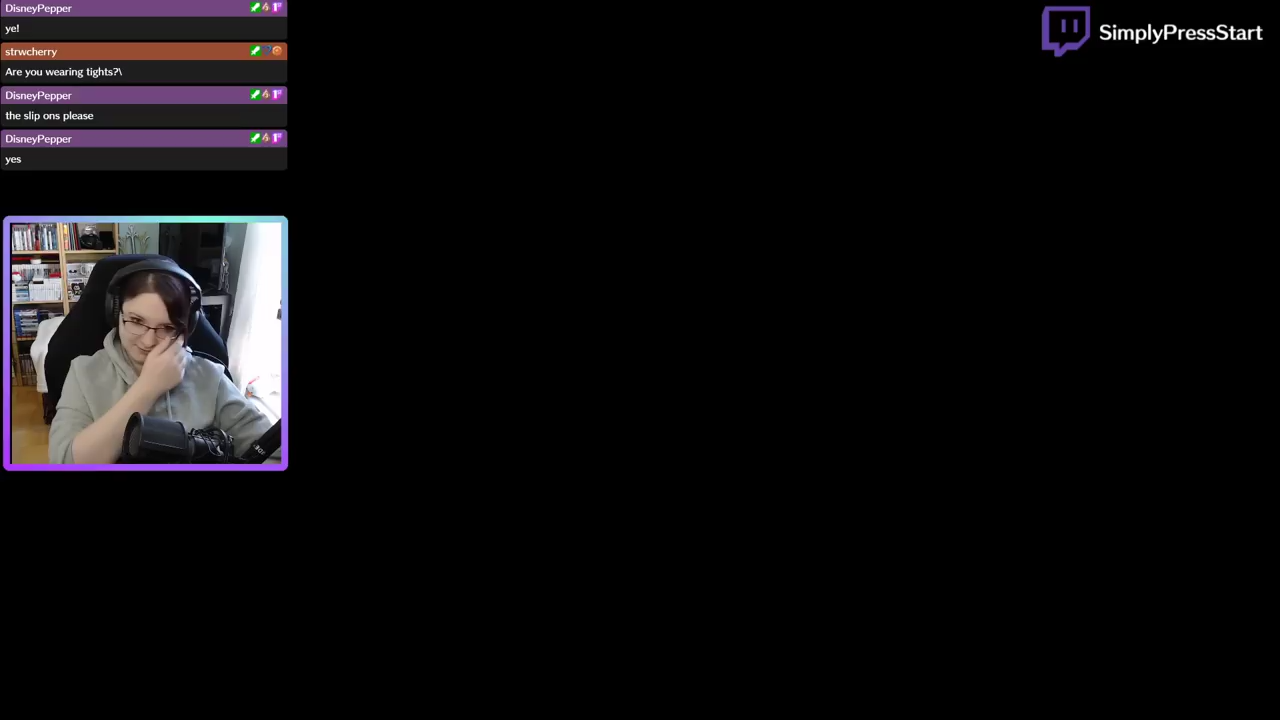 DisneyPepper
ye!
strwcherry
Are you wearing tights?\
DisneyPepper
the slip ons please
DisneyPepper
yes
SimplyPressStart